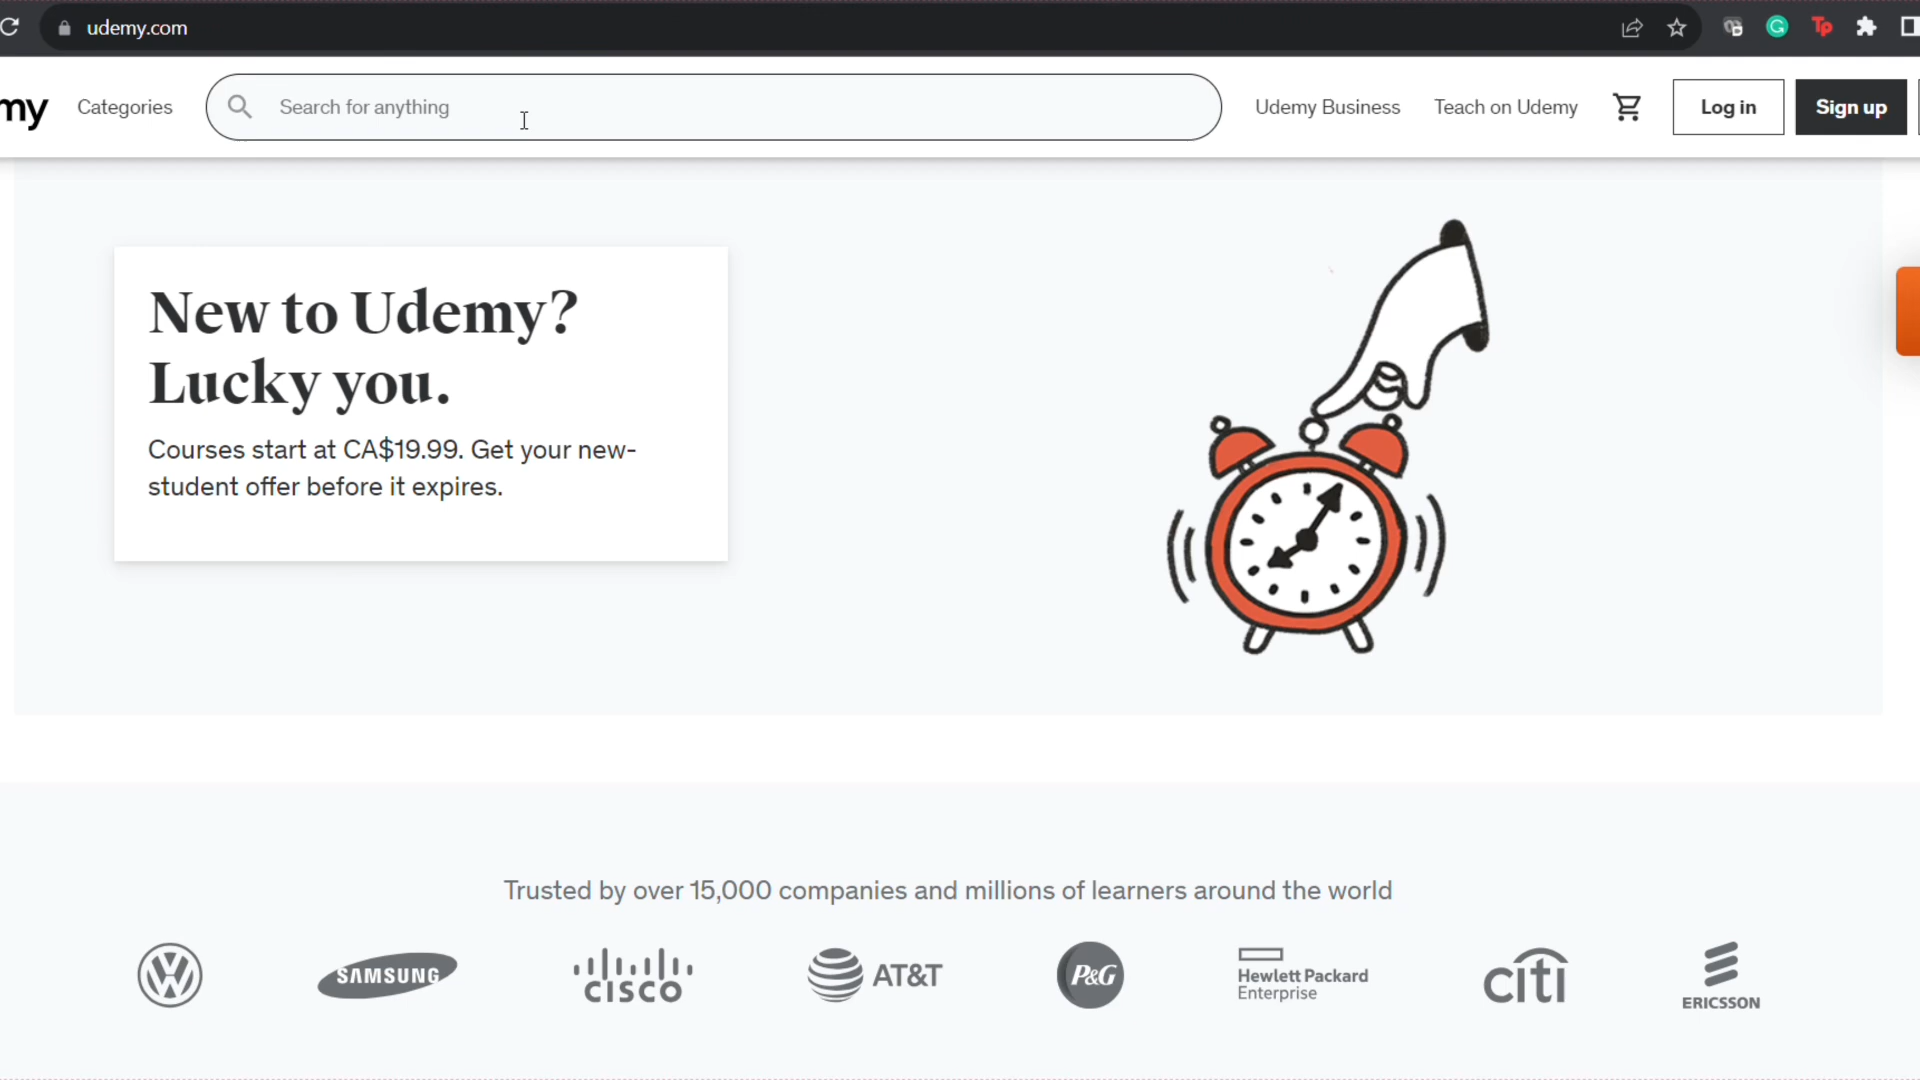 udemy.com
my
Categories
Search for anything
Udemy Business
Teach on Udemy
Log in
Sign up
New to Udemy?
Lucky you.
Courses start at CA$19.99. Get your new-
student offer before it expires.
Trusted by over 15,000 companies and millions of learners around the world
SAMSUNG
CISCO
AT&T
P&G
Hewlett Packard
Enterprise
citi
ERICSSON